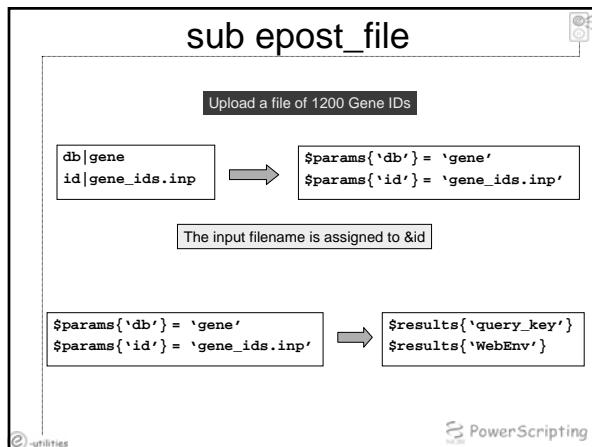 sub epost_file
Upload a file of 1200 Gene IDs
db|gene
id|gene_ids.inp
$params{‘db’} = ‘gene’
$params{‘id’} = ‘gene_ids.inp’
The input filename is assigned to &id
$params{‘db’} = ‘gene’
$params{‘id’} = ‘gene_ids.inp’
$results{‘query_key’}
$results{‘WebEnv’}
e-utilities
PowerScripting